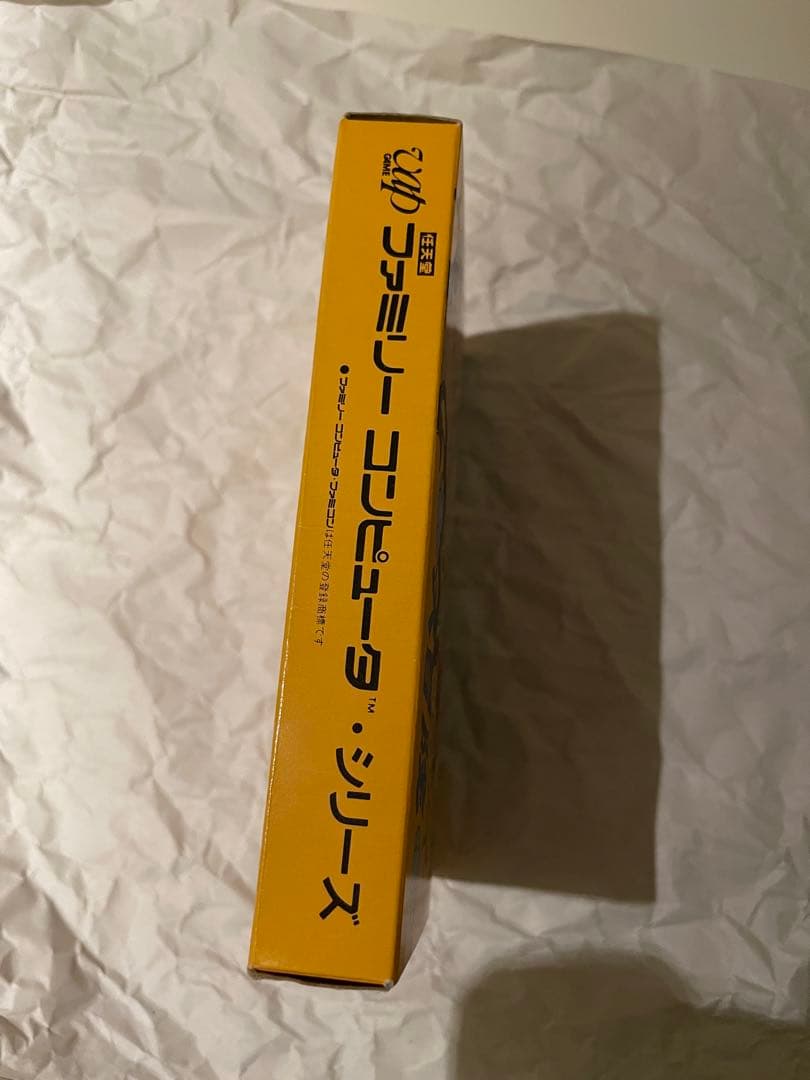 vap
GAME
任天堂
ファミリー コンピュータ™・シリーズ
●ファミリーコンピュータ・ファミコンは任天堂の登録商標です